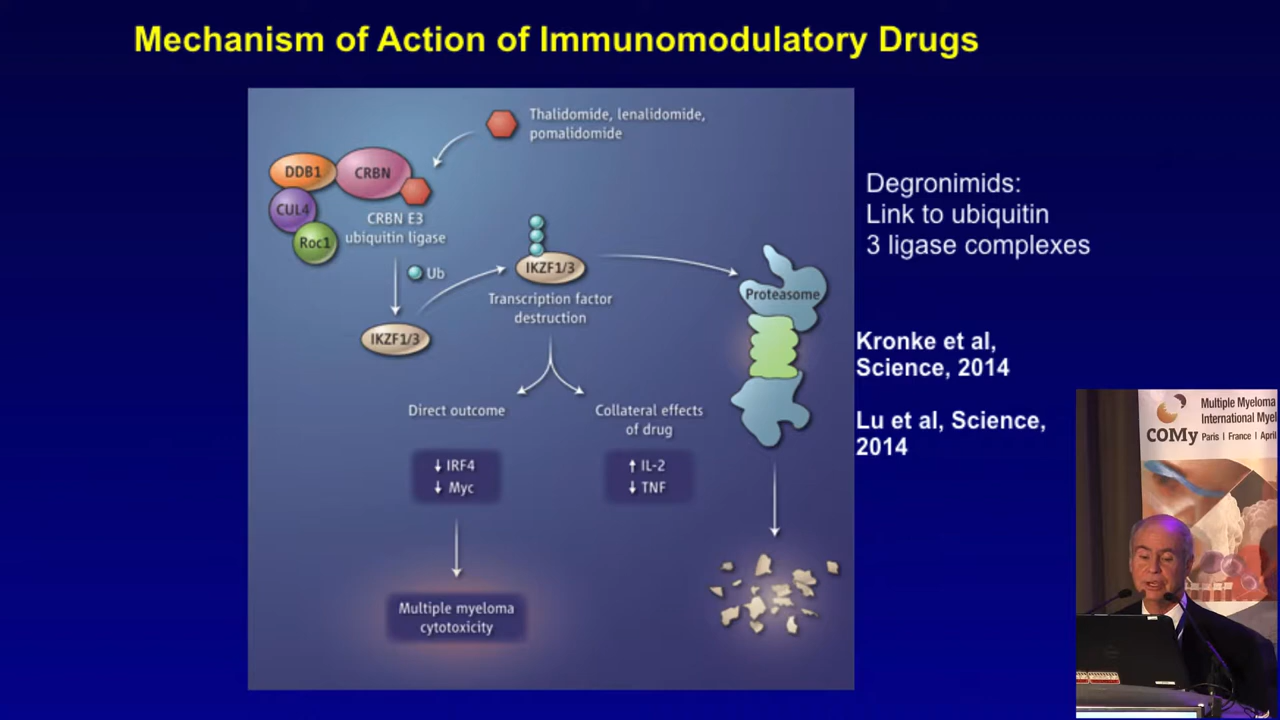 Mechanism of Action of Immunomodulatory Drugs
Thalidomide, lenalidomide,
pomalidomide
DDB1
CRBN
CUL4
Roc1
CRBN E3
ubiquitin ligase
Ub
IKZF1/3
IKZF1/3
Transcription factor
destruction
Proteasome
Direct outcome
Collateral effects
of drug
↓ IRF4
↓ Myc
↑ IL-2
↓ TNF
Multiple myeloma
cytotoxicity
Degronimids:
Link to ubiquitin
3 ligase complexes
Kronke et al,
Science, 2014
Lu et al, Science,
2014
COMy
Multiple Myeloma
International
Paris | France | April